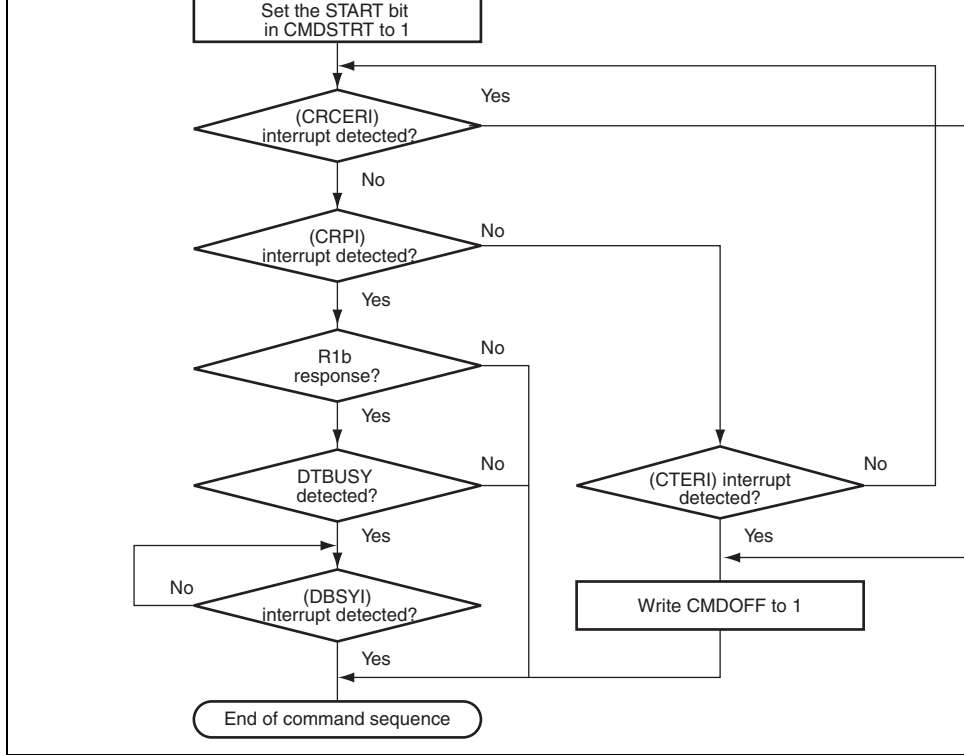 Set the START bit
in CMDSTRT to 1
Yes
(CRCERI)
interrupt detected?
No
(CRPI)
interrupt detected?
No
Yes
R1b
response?
No
Yes
DTBUSY
detected?
No
(CTERI) interrupt
detected?
No
Yes
Yes
No
(DBSYI)
interrupt detected?
Write CMDOFF to 1
Yes
End of command sequence